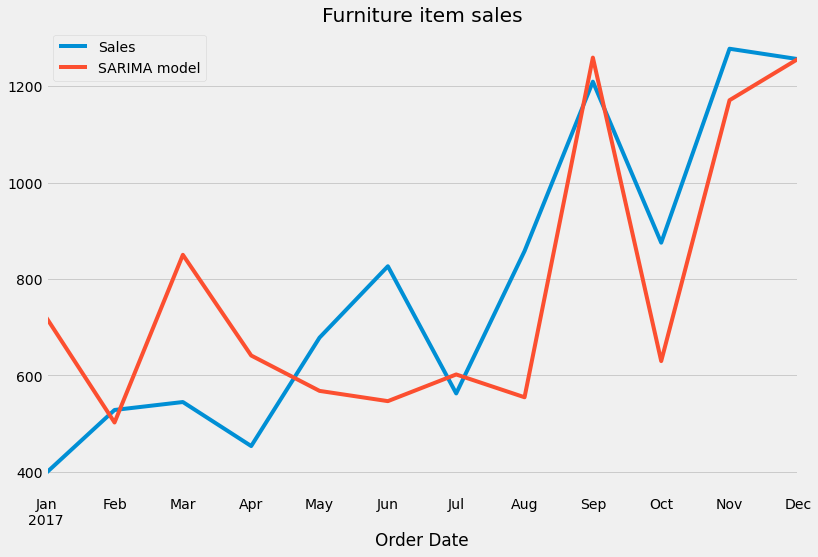 Furniture item sales
Sales
SARIMA model
1200
1000
800
600
400
Jan Feb Mar Apr May Jun Jul Aug Sep Oct Nov Dec
2017
Order Date